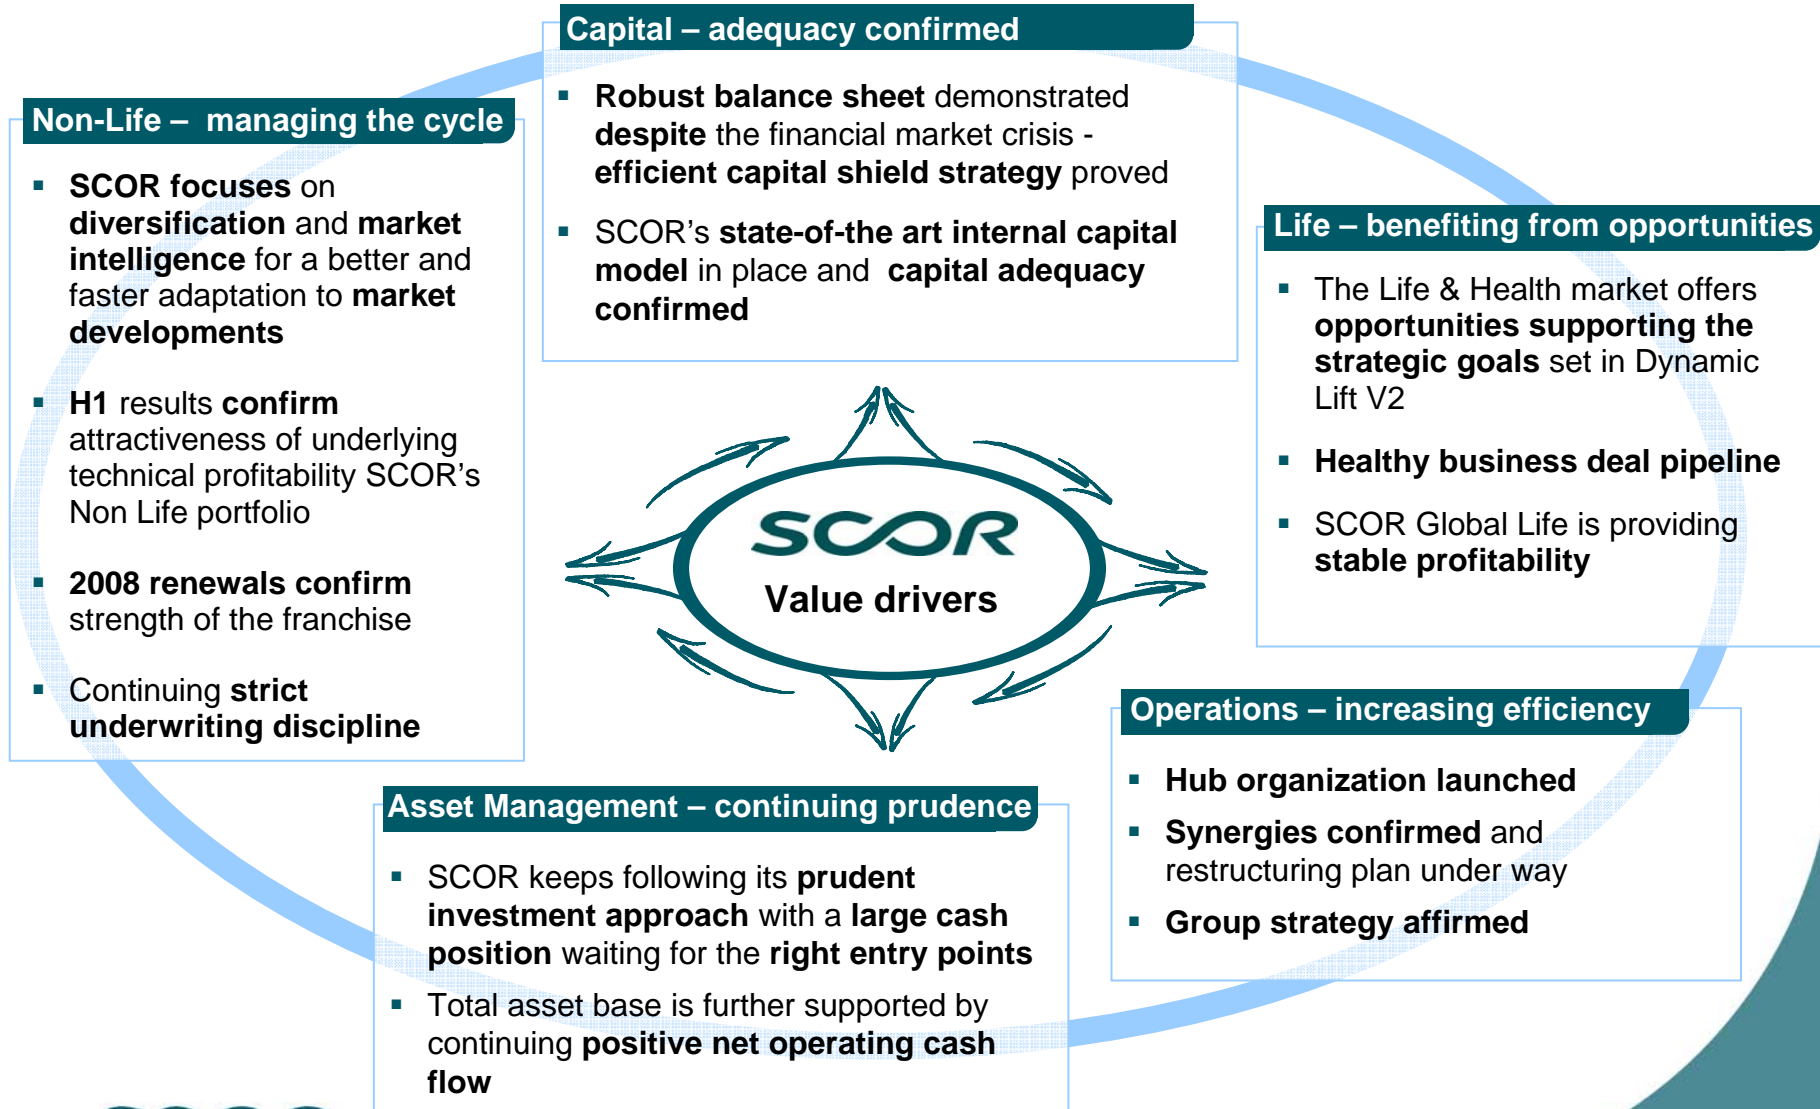 Capital – adequacy confirmed
▪ Robust balance sheet demonstrated
despite the financial market crisis -
efficient capital shield strategy proved
▪ SCOR’s state-of-the art internal capital
model in place and capital adequacy
confirmed
Non-Life – managing the cycle
▪ SCOR focuses on
diversification and market
intelligence for a better and
faster adaptation to market
developments
▪ H1 results confirm
attractiveness of underlying
technical profitability SCOR’s
Non Life portfolio
▪ 2008 renewals confirm
strength of the franchise
▪ Continuing strict
underwriting discipline
Life – benefiting from opportunities
▪ The Life & Health market offers
opportunities supporting the
strategic goals set in Dynamic
Lift V2
▪ Healthy business deal pipeline
▪ SCOR Global Life is providing
stable profitability
SCOR
Value drivers
Operations – increasing efficiency
▪ Hub organization launched
▪ Synergies confirmed and
restructuring plan under way
▪ Group strategy affirmed
Asset Management – continuing prudence
▪ SCOR keeps following its prudent
investment approach with a large cash
position waiting for the right entry points
▪ Total asset base is further supported by
continuing positive net operating cash
flow